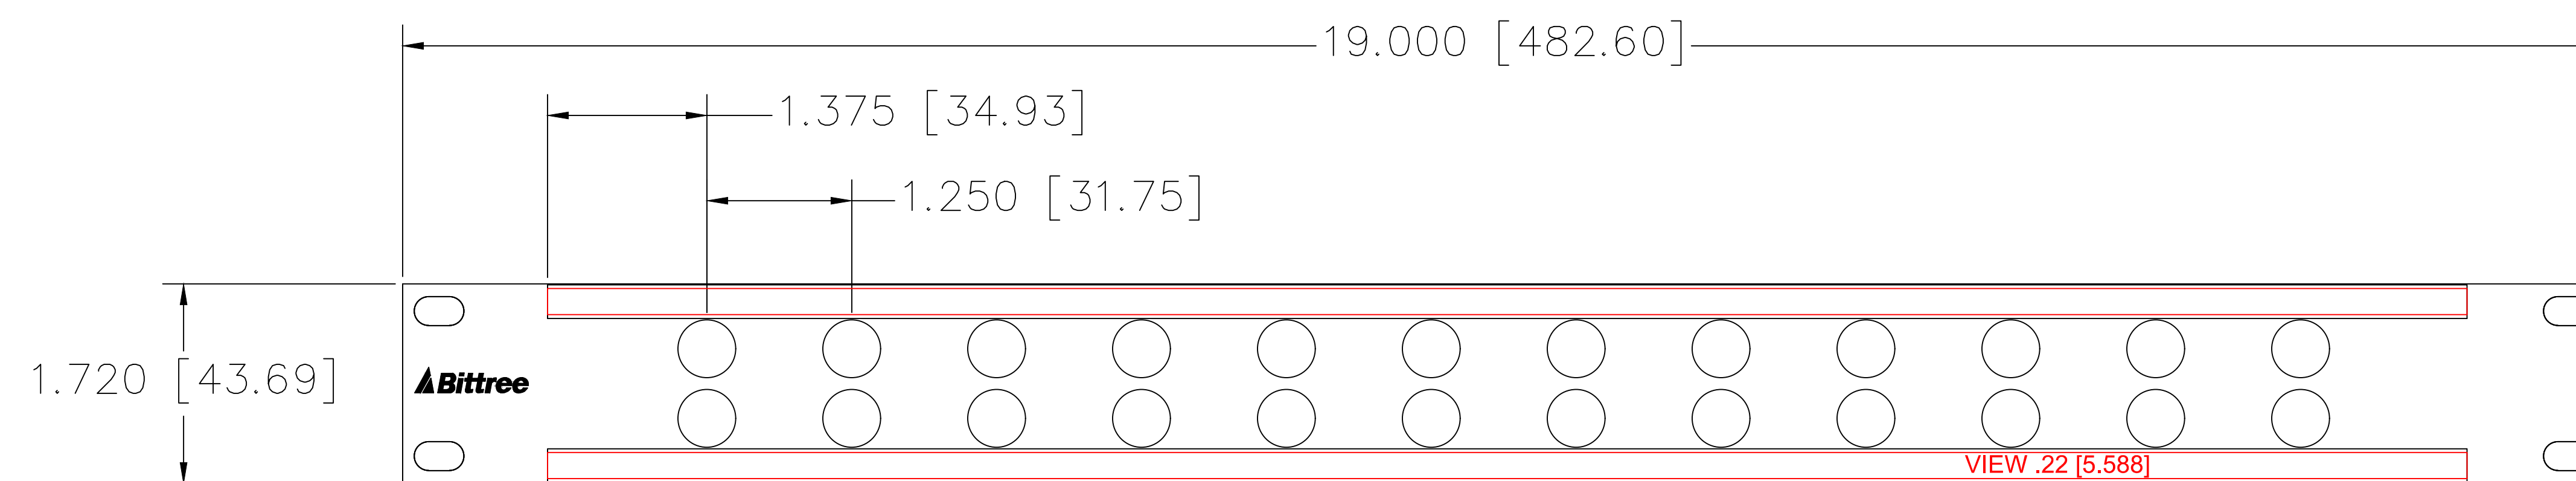 19.000 [482.60]
1.375 [34.93]
1.250 [31.75]
1.720 [43.69]
Bittree
VIEW .22 [5.588]